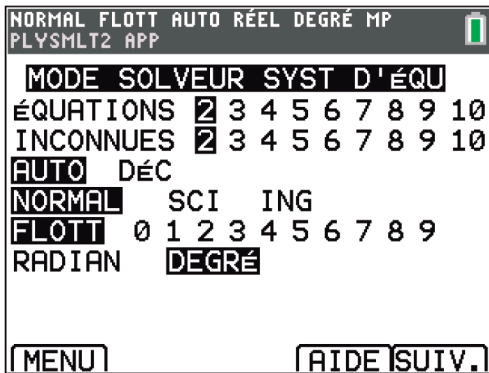 NORMAL FLOTT AUTO RÉEL DEGRÉ MP
PLYSMLT2 APP
MODE SOLVEUR SYST D'ÉQU
ÉQUATIONS 2 3 4 5 6 7 8 9 10
INCONNUES 2 3 4 5 6 7 8 9 10
AUTO DÉC
NORMAL SCI ING
FLOTT 0 1 2 3 4 5 6 7 8 9
RADIAN DEGRÉ
MENU AIDE SUIV.